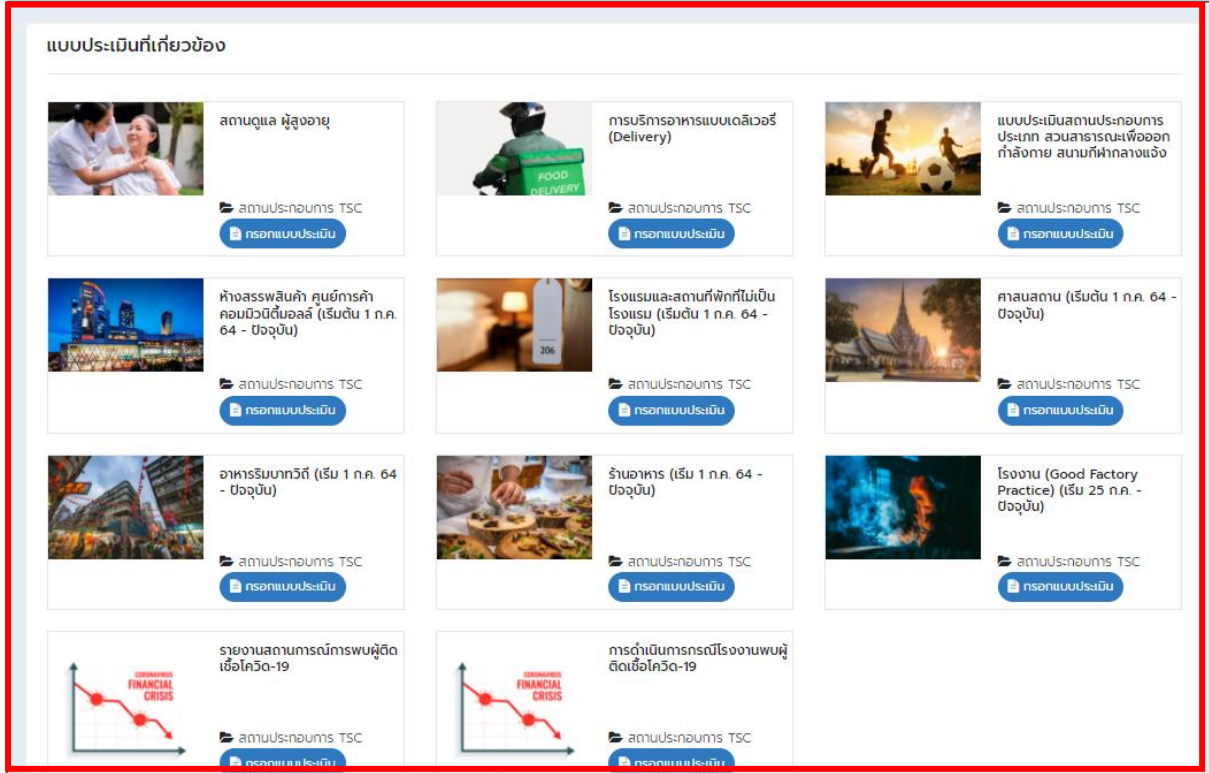 แบบประเมินที่เกี่ยวข้อง
สถานดูแล ผู้สูงอายุ
สถานประกอบการ TSC
กรอกแบบประเมิน
FOOD
DELIVERY
การบริการอาหารแบบเดลิเวอรี่
(Delivery)
สถานประกอบการ TSC
กรอกแบบประเมิน
แบบประเมินสถานประกอบการ
ประเภท สวนสาธารณะเพื่อออก
กำลังกาย สนามกีฬากลางแจ้ง
สถานประกอบการ TSC
กรอกแบบประเมิน
ห้างสรรพสินค้า ศูนย์การค้า
คอมมิวนิตี้มอลล์ (เริ่มต้น 1 ก.ค.
64 - ปัจจุบัน)
สถานประกอบการ TSC
กรอกแบบประเมิน
206
โรงแรมและสถานที่พักที่ไม่เป็น
โรงแรม (เริ่มต้น 1 ก.ค. 64 -
ปัจจุบัน)
สถานประกอบการ TSC
กรอกแบบประเมิน
ศาสนสถาน (เริ่มต้น 1 ก.ค. 64 -
ปัจจุบัน)
สถานประกอบการ TSC
กรอกแบบประเมิน
อาหารริมบาทวิถี (เริ่ม 1 ก.ค. 64
- ปัจจุบัน)
สถานประกอบการ TSC
กรอกแบบประเมิน
ร้านอาหาร (เริ่ม 1 ก.ค. 64 -
ปัจจุบัน)
สถานประกอบการ TSC
กรอกแบบประเมิน
โรงงาน (Good Factory
Practice) (เริ่ม 25 ก.ค. -
ปัจจุบัน)
สถานประกอบการ TSC
กรอกแบบประเมิน
CORONAVIRUS
FINANCIAL
CRISIS
รายงานสถานการณ์การพบผู้ติด
เชื้อโควิด-19
สถานประกอบการ TSC
กรอกแบบประเมิน
CORONAVIRUS
FINANCIAL
CRISIS
การดำเนินการกรณีโรงงานพบผู้
ติดเชื้อโควิด-19
สถานประกอบการ TSC
กรอกแบบประเมิน